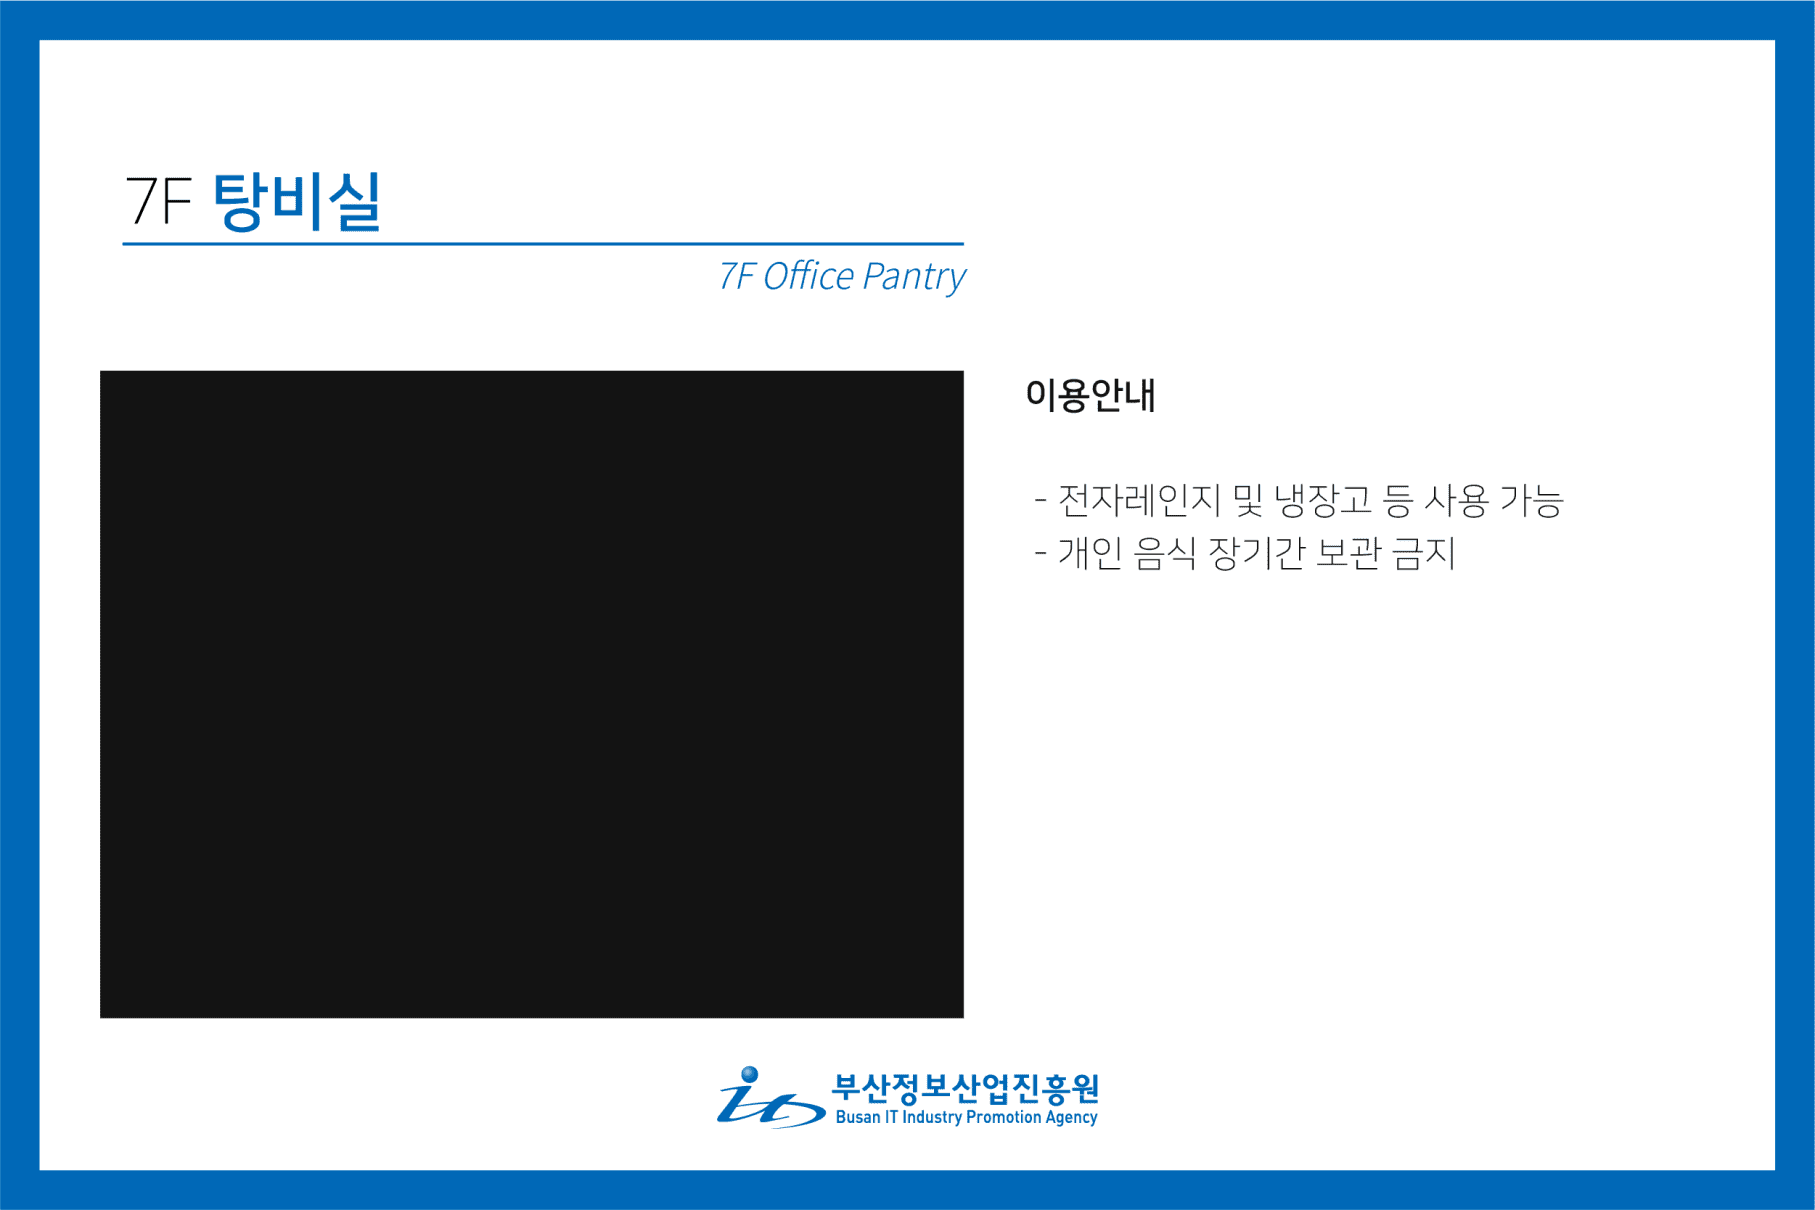 7F 탕비실
7F Office Pantry
이용안내
- 전자레인지 및 냉장고 등 사용 가능
- 개인 음식 장기간 보관 금지
부산정보산업진흥원
Busan IT Industry Promotion Agency